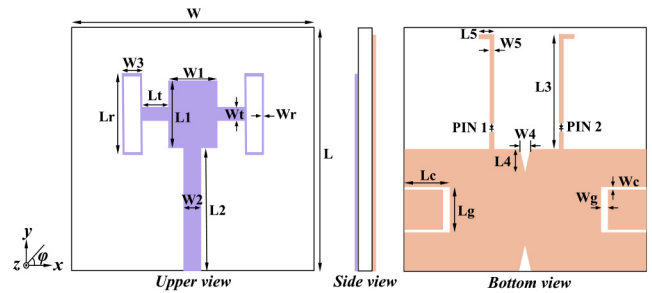 W
W3
Lr
Lt
W1
L1
Wt
Wr
L
W2
L2
y
z
φ
x
Upper view
Side view
L5
W5
L3
PIN 1
W4
PIN 2
L4
Lc
Lg
Wg
Wc
Bottom view